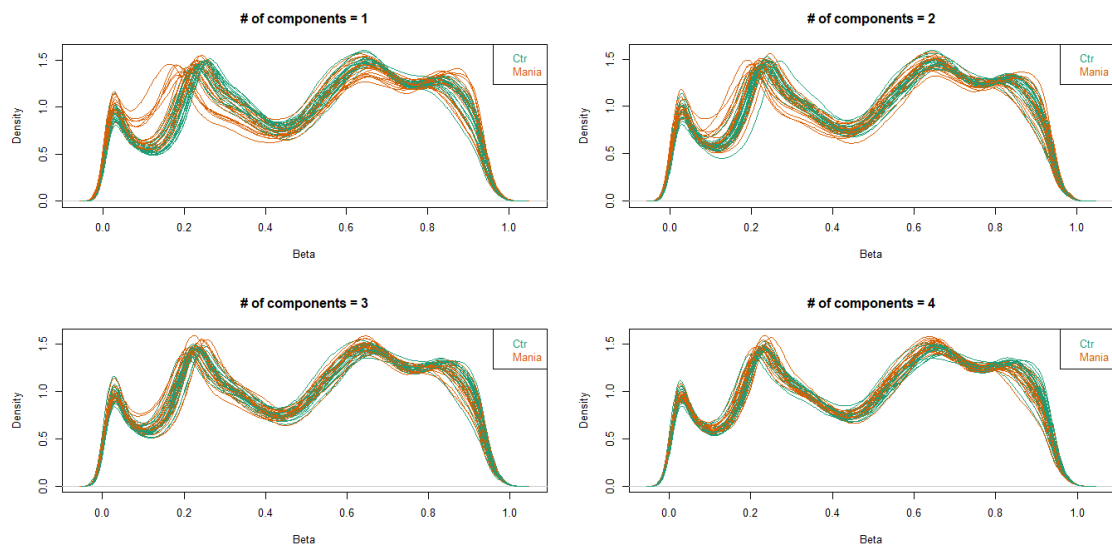 # of components = 1
Density
0.0 0.5 1.0 1.5
Ctr
Mania
0.0 0.2 0.4 0.6 0.8 1.0
Beta
# of components = 2
Density
0.0 0.5 1.0 1.5
Ctr
Mania
0.0 0.2 0.4 0.6 0.8 1.0
Beta
# of components = 3
Density
0.0 0.5 1.0 1.5
Ctr
Mania
0.0 0.2 0.4 0.6 0.8 1.0
Beta
# of components = 4
Density
0.0 0.5 1.0 1.5
Ctr
Mania
0.0 0.2 0.4 0.6 0.8 1.0
Beta